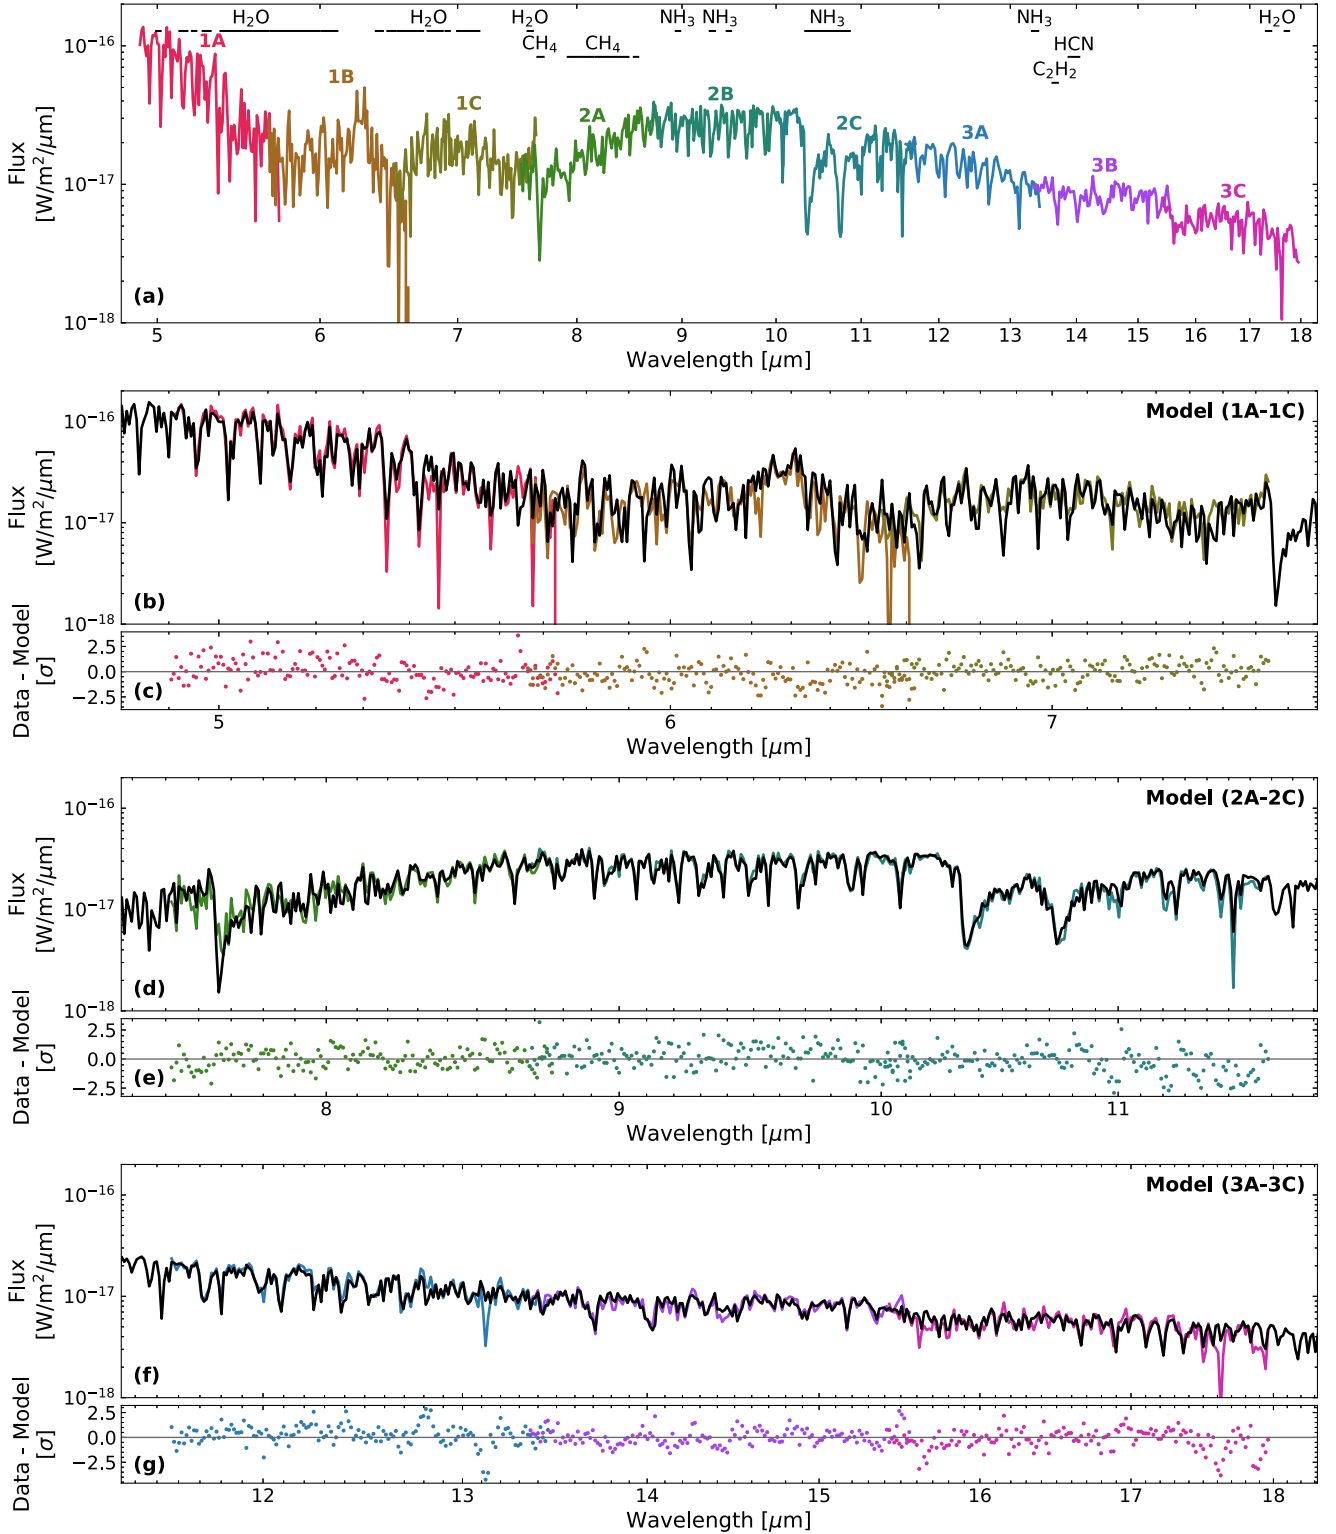 H₂O H₂O H₂O NH₃ NH₃ NH₃ NH₃ H₂O
CH₄ CH₄ HCN
C₂H₂
1A 1B 1C 2A 2B 2C 3A 3B 3C
Flux
[W/m²/μm]
10⁻¹⁶
10⁻¹⁷
10⁻¹⁸
(a)
5 6 7 8 9 10 11 12 13 14 15 16 17 18
Wavelength [μm]
Model (1A-1C)
Flux
[W/m²/μm]
10⁻¹⁶
10⁻¹⁷
10⁻¹⁸
(b)
Data - Model
[σ]
2.5
0.0
−2.5
(c)
5 6 7
Wavelength [μm]
Model (2A-2C)
Flux
[W/m²/μm]
10⁻¹⁶
10⁻¹⁷
10⁻¹⁸
(d)
Data - Model
[σ]
2.5
0.0
−2.5
(e)
8 9 10 11
Wavelength [μm]
Model (3A-3C)
Flux
[W/m²/μm]
10⁻¹⁶
10⁻¹⁷
10⁻¹⁸
(f)
Data - Model
[σ]
2.5
0.0
−2.5
(g)
12 13 14 15 16 17 18
Wavelength [μm]